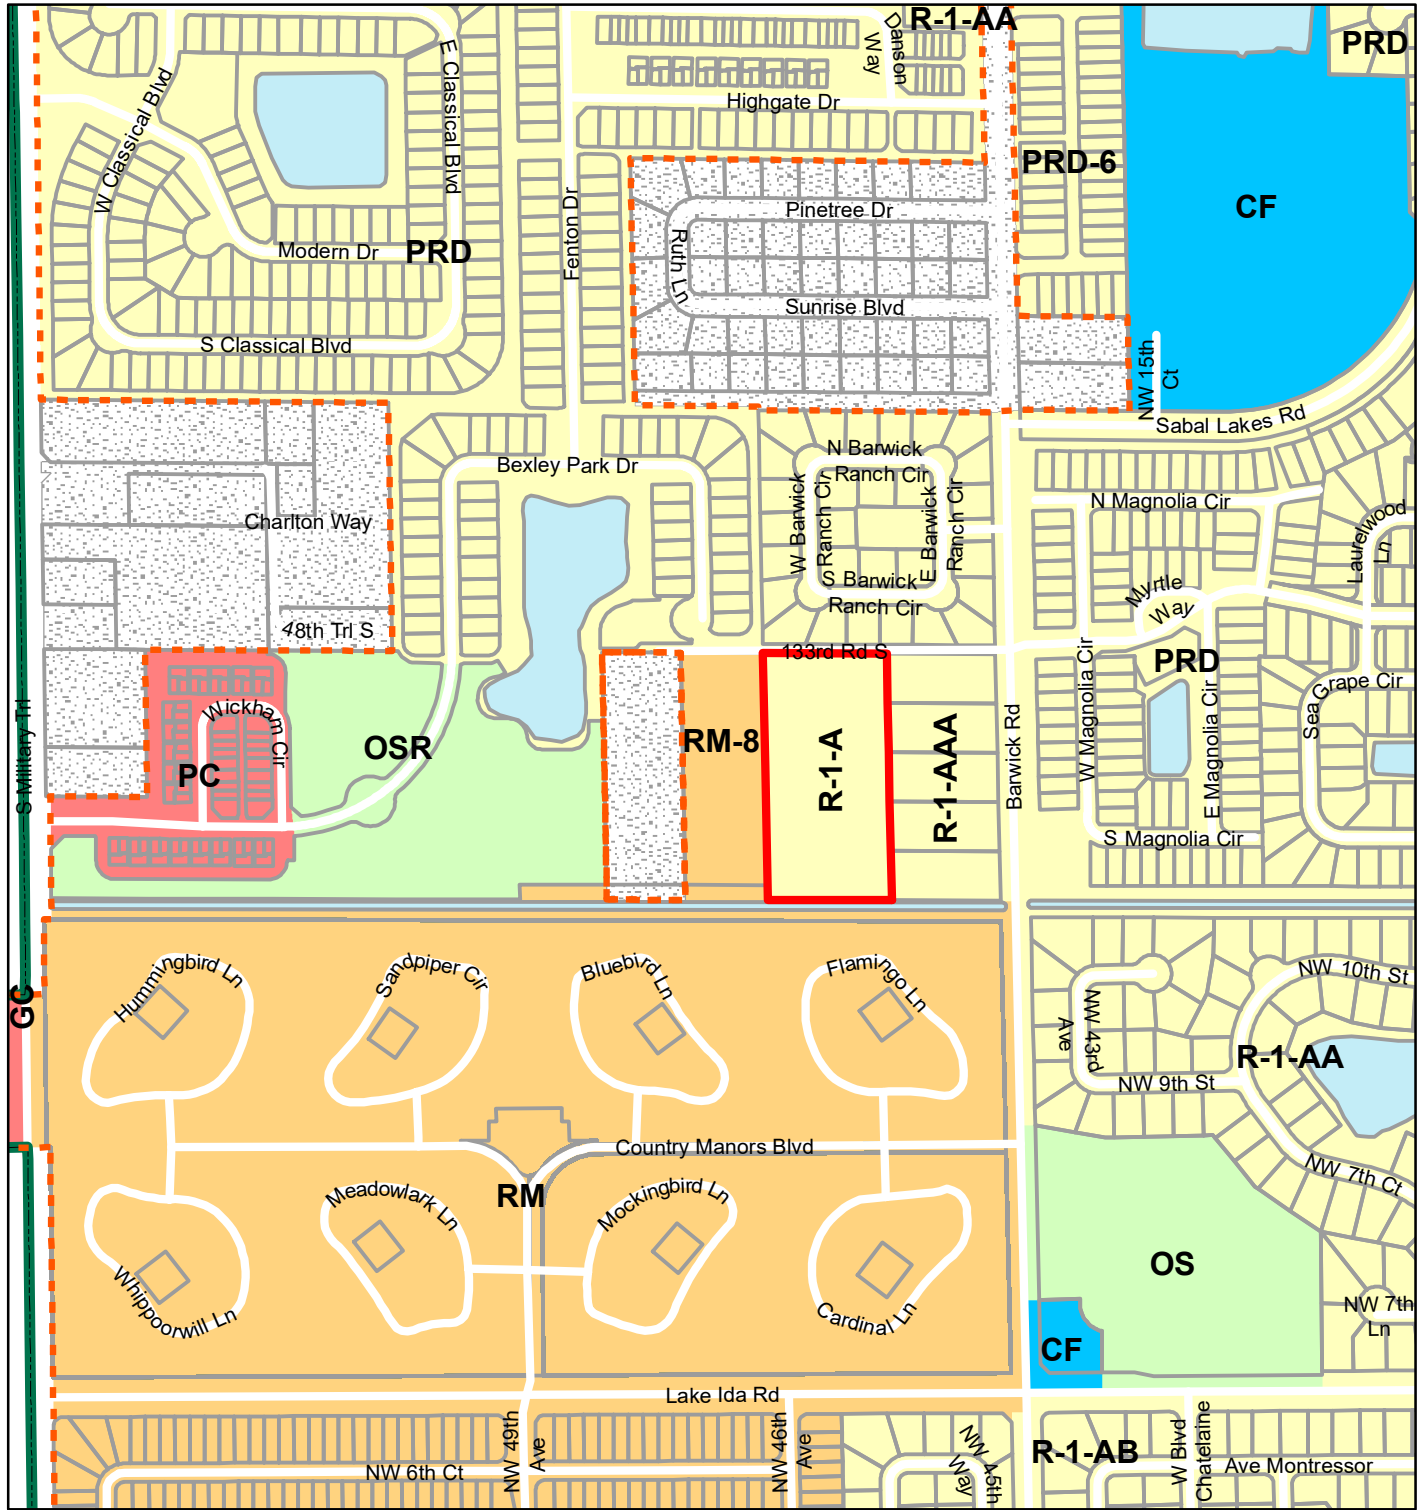 R-1-AA
PRD
Danson
Way
E Classical Blvd
W Classical Blvd
Highgate Dr
PRD-6
CF
Fenton Dr
Pinetree Dr
Ruth Ln
Modern Dr
PRD
Sunrise Blvd
S Classical Blvd
NW 15th
Ct
Sabal Lakes Rd
N Barwick
Ranch Cir
Bexley Park Dr
W Barwick
Ranch Cir
E Barwick
Ranch Cir
N Magnolia Cir
Laurelwood
Ln
Charlton Way
S Barwick
Ranch Cir
Myrtle
Way
48th Trl S
133rd Rd S
PRD
W Magnolia Cir
E Magnolia Cir
Sea Grape Cir
S Military Trl
Wickham Cir
PC
OSR
RM-8
R-1-A
R-1-AAA
Barwick Rd
S Magnolia Cir
GC
Hummingbird Ln
Sandpiper Cir
Bluebird Ln
Flamingo Ln
NW 10th St
NW 43rd
Ave
R-1-AA
NW 9th St
Country Manors Blvd
NW 7th Ct
Meadowlark Ln
RM
Mockingbird Ln
OS
Whippoorwill Ln
Cardinal Ln
NW 7th
Ln
CF
Lake Ida Rd
NW 49th
Ave
NW 46th
Ave
NW 45th
Way
R-1-AB
W Blvd
Chatelaine
NW 6th Ct
Ave Montressor